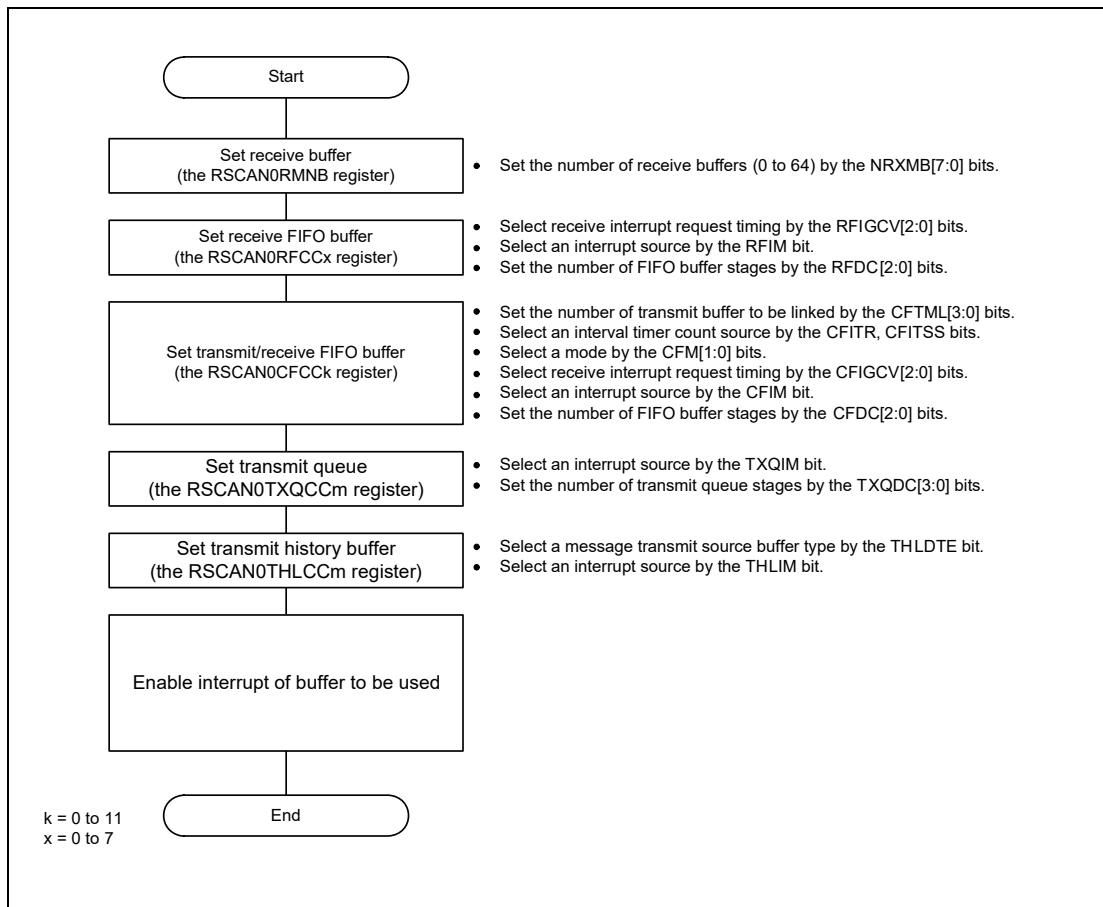 Start
Set receive buffer
(the RSCAN0RMNB register)
• Set the number of receive buffers (0 to 64) by the NRXMB[7:0] bits.
Set receive FIFO buffer
(the RSCAN0RFCCx register)
• Select receive interrupt request timing by the RFIGCV[2:0] bits.
• Select an interrupt source by the RFIM bit.
• Set the number of FIFO buffer stages by the RFDC[2:0] bits.
Set transmit/receive FIFO buffer
(the RSCAN0CFCCk register)
• Set the number of transmit buffer to be linked by the CFTML[3:0] bits.
• Select an interval timer count source by the CFITR, CFITSS bits.
• Select a mode by the CFM[1:0] bits.
• Select receive interrupt request timing by the CFIGCV[2:0] bits.
• Select an interrupt source by the CFIM bit.
• Set the number of FIFO buffer stages by the CFDC[2:0] bits.
Set transmit queue
(the RSCAN0TXQCCm register)
• Select an interrupt source by the TXQIM bit.
• Set the number of transmit queue stages by the TXQDC[3:0] bits.
Set transmit history buffer
(the RSCAN0THLCCm register)
• Select a message transmit source buffer type by the THLDTE bit.
• Select an interrupt source by the THLIM bit.
Enable interrupt of buffer to be used
End
k = 0 to 11
x = 0 to 7